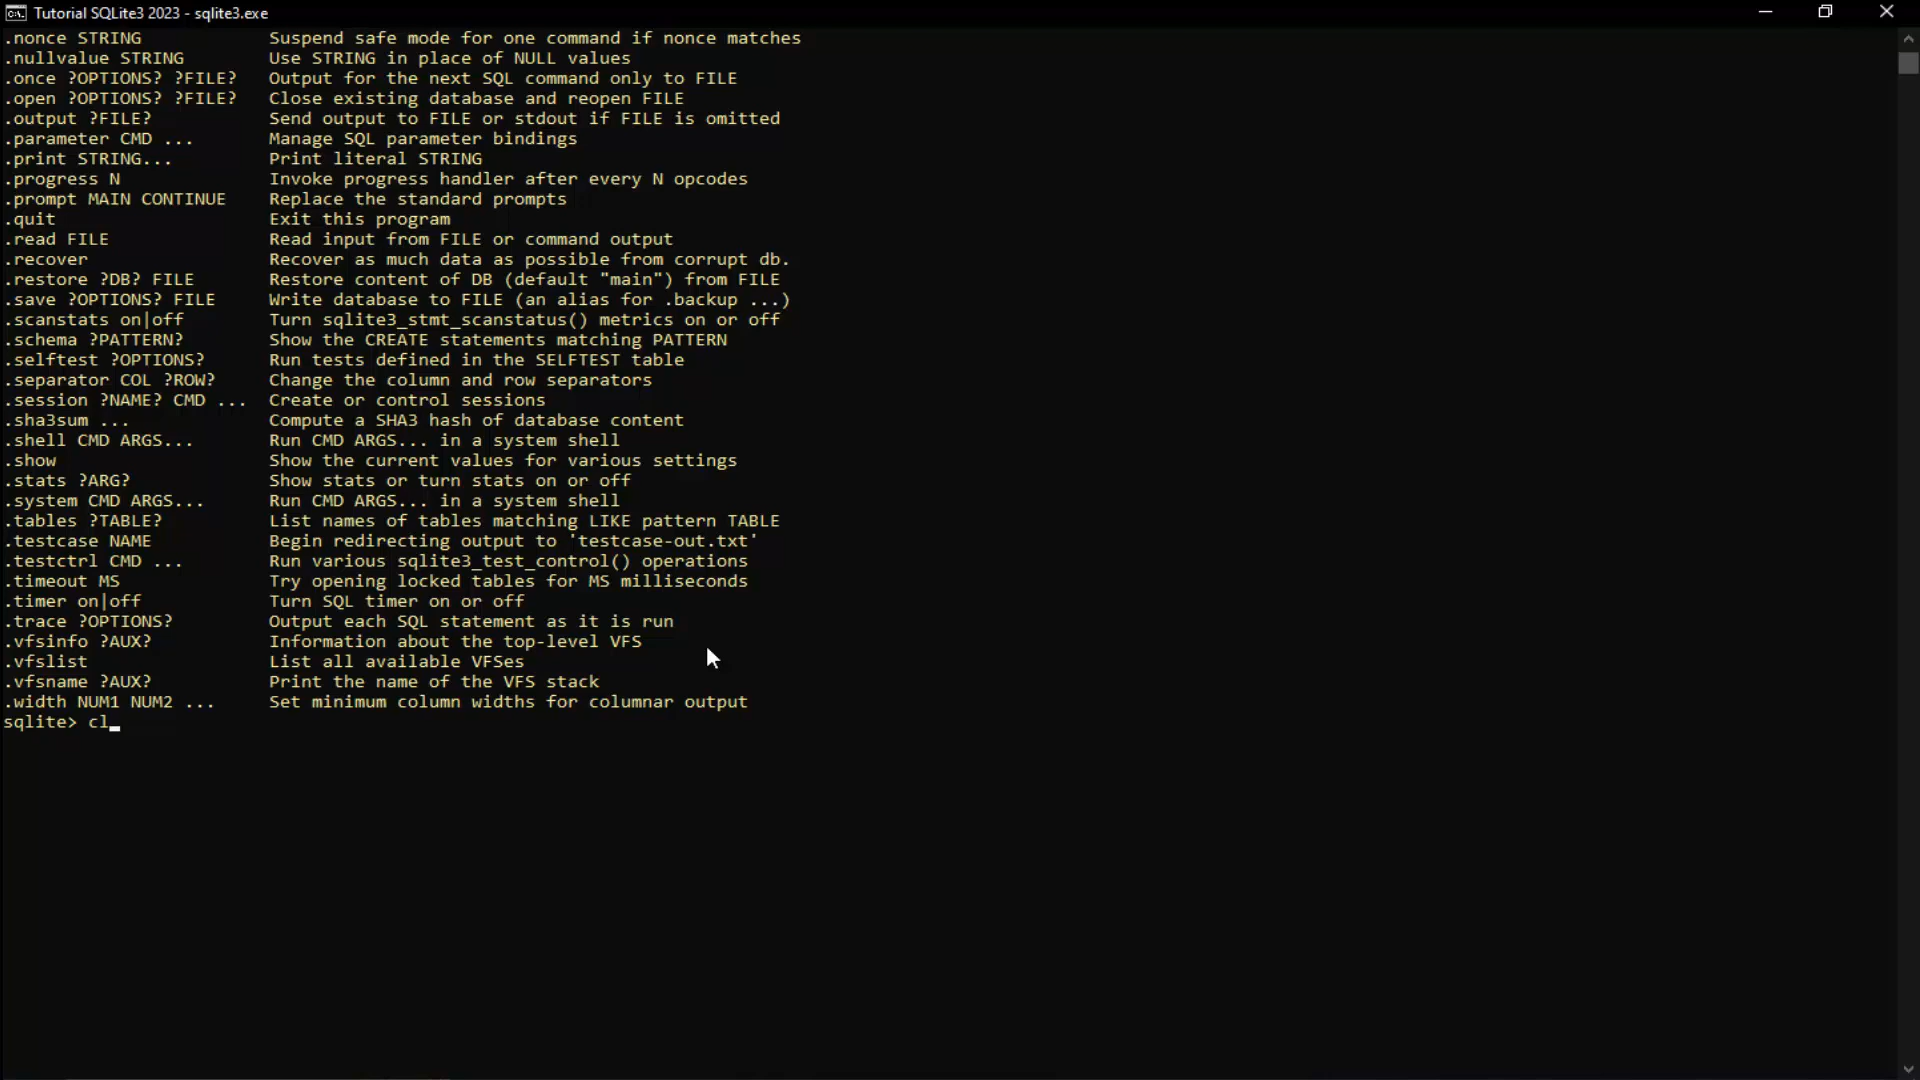 Tutorial SQLite3 2023 - sqlite3.exe
.nonce STRING            Suspend safe mode for one command if nonce matches
.nullvalue STRING        Use STRING in place of NULL values
.once ?OPTIONS? ?FILE?   Output for the next SQL command only to FILE
.open ?OPTIONS? ?FILE?   Close existing database and reopen FILE
.output ?FILE?           Send output to FILE or stdout if FILE is omitted
.parameter CMD ...       Manage SQL parameter bindings
.print STRING...         Print literal STRING
.progress N              Invoke progress handler after every N opcodes
.prompt MAIN CONTINUE    Replace the standard prompts
.quit                    Exit this program
.read FILE               Read input from FILE or command output
.recover                 Recover as much data as possible from corrupt db.
.restore ?DB? FILE       Restore content of DB (default "main") from FILE
.save ?OPTIONS? FILE     Write database to FILE (an alias for .backup ...)
.scanstats on|off        Turn sqlite3_stmt_scanstatus() metrics on or off
.schema ?PATTERN?        Show the CREATE statements matching PATTERN
.selftest ?OPTIONS?      Run tests defined in the SELFTEST table
.separator COL ?ROW?     Change the column and row separators
.session ?NAME? CMD ...  Create or control sessions
.sha3sum ...             Compute a SHA3 hash of database content
.shell CMD ARGS...       Run CMD ARGS... in a system shell
.show                    Show the current values for various settings
.stats ?ARG?             Show stats or turn stats on or off
.system CMD ARGS...      Run CMD ARGS... in a system shell
.tables ?TABLE?          List names of tables matching LIKE pattern TABLE
.testcase NAME           Begin redirecting output to 'testcase-out.txt'
.testctrl CMD ...        Run various sqlite3_test_control() operations
.timeout MS              Try opening locked tables for MS milliseconds
.timer on|off            Turn SQL timer on or off
.trace ?OPTIONS?         Output each SQL statement as it is run
.vfsinfo ?AUX?           Information about the top-level VFS
.vfslist                 List all available VFSes
.vfsname ?AUX?           Print the name of the VFS stack
.width NUM1 NUM2 ...     Set minimum column widths for columnar output
sqlite> cl